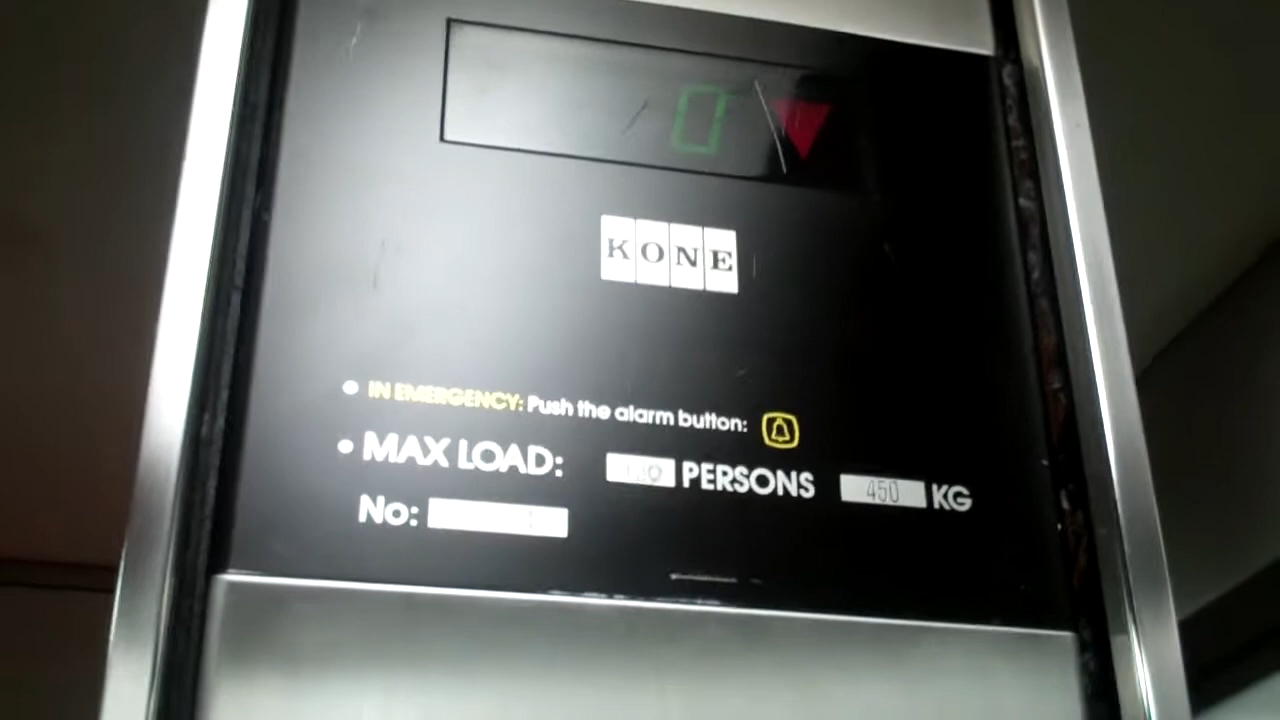 0
KONE
IN EMERGENCY: Push the alarm button:
MAX LOAD: PERSONS 450 KG
No: